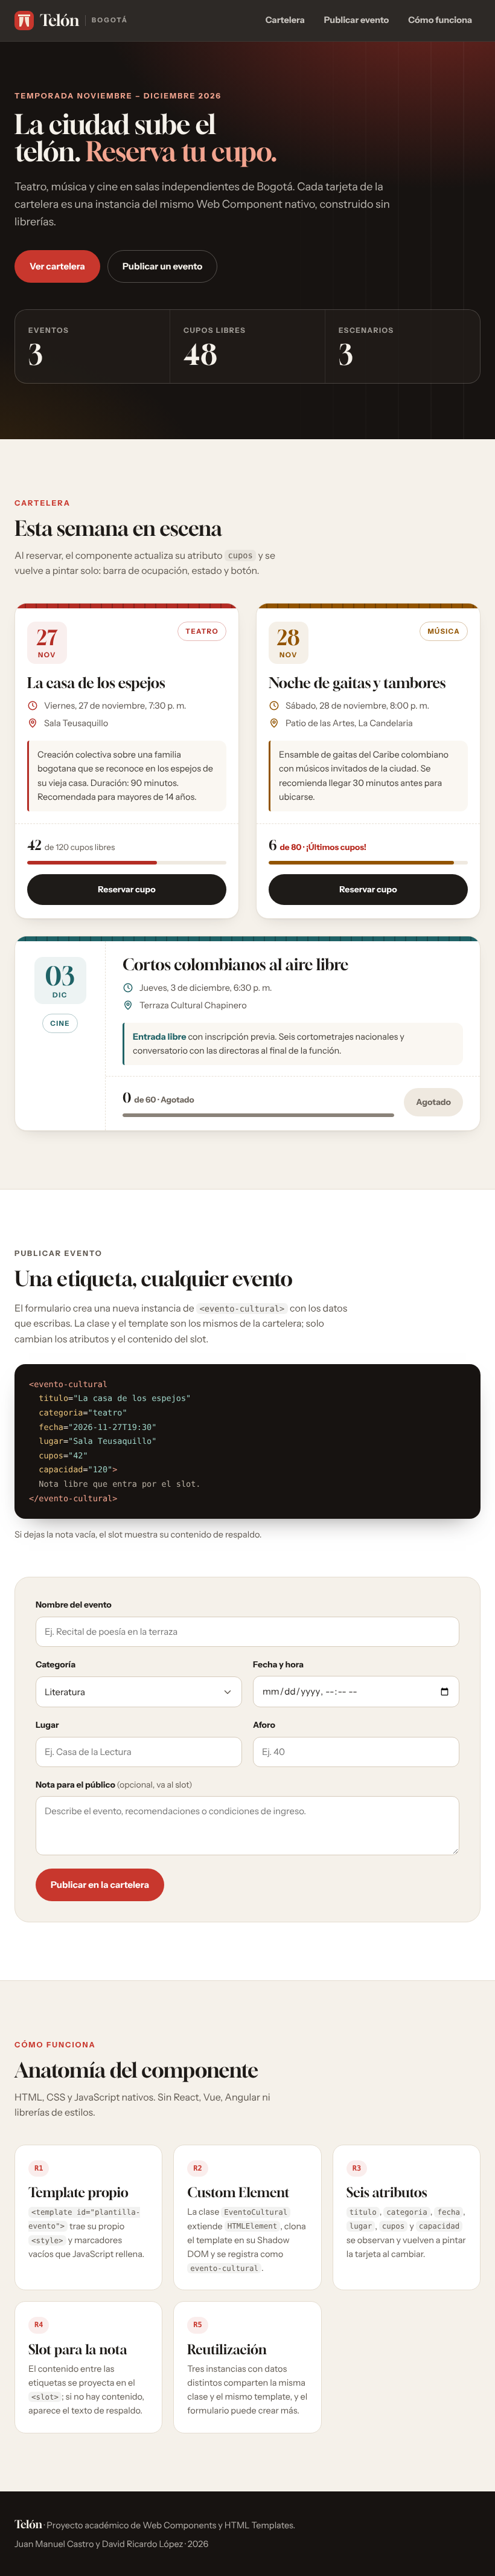 Telón | BOGOTÁ
Cartelera
Publicar evento
Cómo funciona
TEMPORADA NOVIEMBRE – DICIEMBRE 2026
La ciudad sube el
telón. Reserva tu cupo.
Teatro, música y cine en salas independientes de Bogotá. Cada tarjeta de la
cartelera es una instancia del mismo Web Component nativo, construido sin
librerías.
Ver cartelera
Publicar un evento
EVENTOS
3
CUPOS LIBRES
48
ESCENARIOS
3
CARTELERA
Esta semana en escena
Al reservar, el componente actualiza su atributo cupos y se
vuelve a pintar solo: barra de ocupación, estado y botón.
27
NOV
TEATRO
La casa de los espejos
Viernes, 27 de noviembre, 7:30 p. m.
Sala Teusaquillo
Creación colectiva sobre una familia
bogotana que se reconoce en los espejos de
su vieja casa. Duración: 90 minutos.
Recomendada para mayores de 14 años.
42 de 120 cupos libres
Reservar cupo
28
NOV
MÚSICA
Noche de gaitas y tambores
Sábado, 28 de noviembre, 8:00 p. m.
Patio de las Artes, La Candelaria
Ensamble de gaitas del Caribe colombiano
con músicos invitados de la ciudad. Se
recomienda llegar 30 minutos antes para
ubicarse.
6 de 80 · ¡Últimos cupos!
Reservar cupo
03
DIC
CINE
Cortos colombianos al aire libre
Jueves, 3 de diciembre, 6:30 p. m.
Terraza Cultural Chapinero
Entrada libre con inscripción previa. Seis cortometrajes nacionales y
conversatorio con las directoras al final de la función.
0 de 60 · Agotado
Agotado
PUBLICAR EVENTO
Una etiqueta, cualquier evento
El formulario crea una nueva instancia de <evento-cultural> con los datos
que escribas. La clase y el template son los mismos de la cartelera; solo
cambian los atributos y el contenido del slot.
<evento-cultural
titulo="La casa de los espejos"
categoria="teatro"
fecha="2026-11-27T19:30"
lugar="Sala Teusaquillo"
cupos="42"
capacidad="120">
Nota libre que entra por el slot.
</evento-cultural>
Si dejas la nota vacía, el slot muestra su contenido de respaldo.
Nombre del evento
Ej. Recital de poesía en la terraza
Categoría
Literatura
Fecha y hora
mm/dd/yyyy, --:-- --
Lugar
Ej. Casa de la Lectura
Aforo
Ej. 40
Nota para el público (opcional, va al slot)
Describe el evento, recomendaciones o condiciones de ingreso.
Publicar en la cartelera
CÓMO FUNCIONA
Anatomía del componente
HTML, CSS y JavaScript nativos. Sin React, Vue, Angular ni
librerías de estilos.
R1
Template propio
<template id="plantilla-
evento"> trae su propio
<style> y marcadores
vacíos que JavaScript rellena.
R2
Custom Element
La clase EventoCultural
extiende HTMLElement, clona
el template en su Shadow
DOM y se registra como
evento-cultural.
R3
Seis atributos
titulo, categoria, fecha,
lugar, cupos y capacidad
se observan y vuelven a pintar
la tarjeta al cambiar.
R4
Slot para la nota
El contenido entre las
etiquetas se proyecta en el
<slot>; si no hay contenido,
aparece el texto de respaldo.
R5
Reutilización
Tres instancias con datos
distintos comparten la misma
clase y el mismo template, y el
formulario puede crear más.
Telón · Proyecto académico de Web Components y HTML Templates.
Juan Manuel Castro y David Ricardo López · 2026